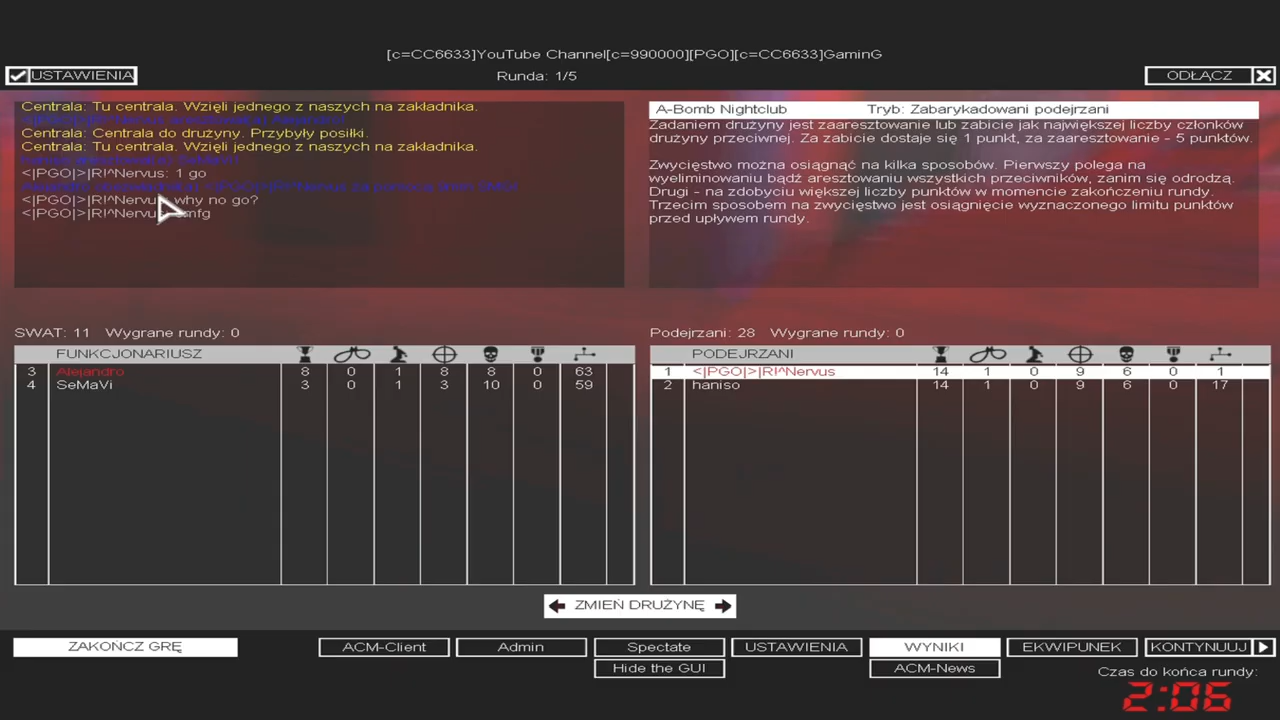 [c=CC6633]YouTube Channel[c=990000][PGO][c=CC6633]GaminG
USTAWIENIA
Runda: 1/5
ODŁĄCZ
Centrala: Tu centrala. Wzięli jednego z naszych na zakładnika.
Centrala: Centrala do drużyny. Przybyły posiłki.
Centrala: Tu centrala. Wzięli jednego z naszych na zakładnika.
<|PGO|>|R!^Nervus: 1 go
<|PGO|>|R!^Nervus: why no go?
<|PGO|>|R!^Nervus: omfg
A-Bomb Nightclub Tryb: Zabarykadowani podejrzani
Zadaniem drużyny jest zaaresztowanie lub zabicie jak największej liczby członków
drużyny przeciwnej. Za zabicie dostaje się 1 punkt, za zaaresztowanie - 5 punktów.
Zwycięstwo można osiągnąć na kilka sposobów. Pierwszy polega na
wyeliminowaniu bądź aresztowaniu wszystkich przeciwników, zanim się odrodzą.
Drugi - na zdobyciu większej liczby punktów w momencie zakończeniu rundy.
Trzecim sposobem na zwycięstwo jest osiągnięcie wyznaczonego limitu punktów
przed upływem rundy.
SWAT: 11 Wygrane rundy: 0
FUNKCJONARIUSZ
3 Alejandro 8 0 1 8 8 0 63
4 SeMaVi 3 0 1 3 10 0 59
Podejrzani: 28 Wygrane rundy: 0
PODEJRZANI
1 <|PGO|>|R!^Nervus 14 1 0 9 6 0 1
2 haniso 14 1 0 9 6 0 17
ZMIEŃ DRUŻYNĘ
ZAKOŃCZ GRĘ
ACM-Client
Admin
Spectate
USTAWIENIA
WYNIKI
EKWIPUNEK
KONTYNUUJ
Hide the GUI
ACM-News
Czas do końca rundy:
2:06